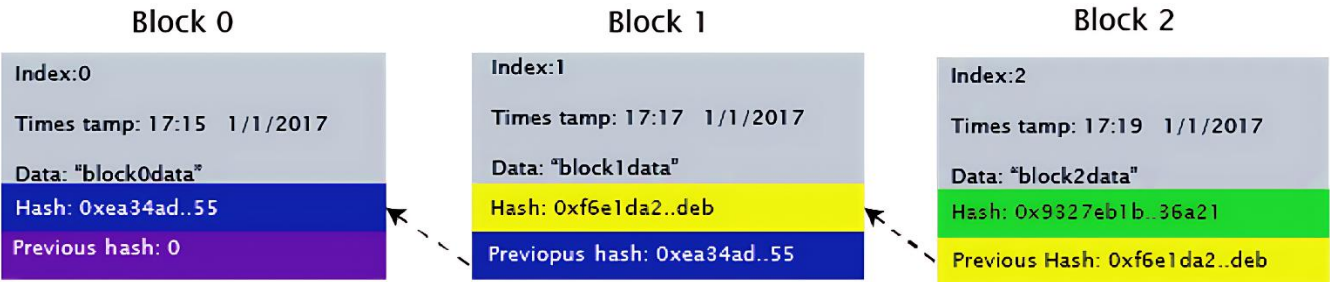 Block 0
Index:0
Times tamp: 17:15 1/1/2017
Data: "block0data"
Hash: 0xea34ad..55
Previous hash: 0
Block 1
Index:1
Times tamp: 17:17 1/1/2017
Data: "block1data"
Hash: 0xf6e1da2..deb
Previopus hash: 0xea34ad..55
Block 2
Index:2
Times tamp: 17:19 1/1/2017
Data: "block2data"
Hash: 0x9327eb1b..36a21
Previous Hash: 0xf6e1da2..deb